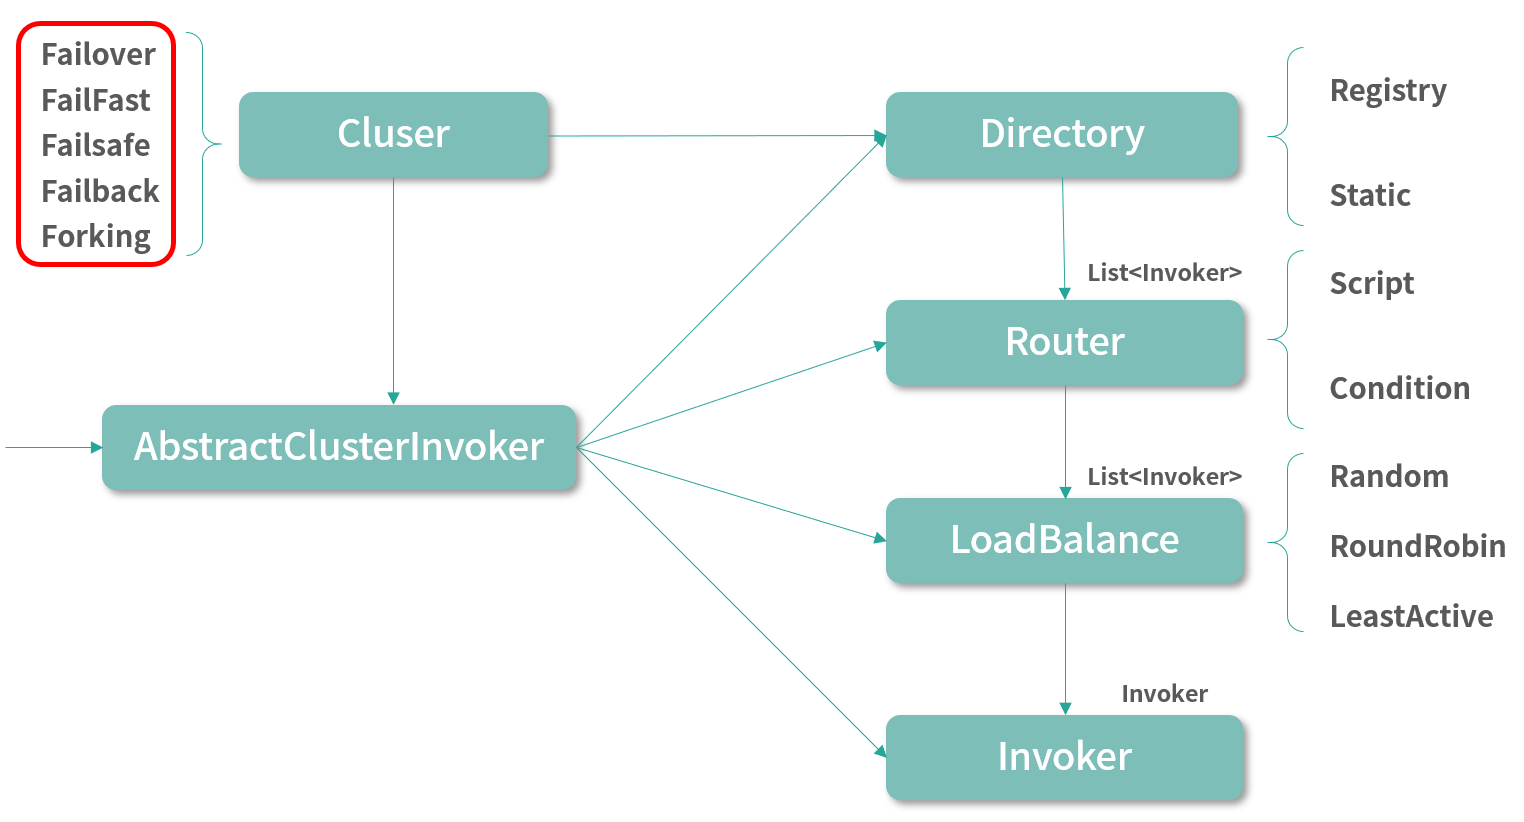 Failover
FailFast
Failsafe
Failback
Forking
Cluser
Directory
Registry
Static
List<Invoker>
Router
Script
Condition
AbstractClusterInvoker
List<Invoker>
LoadBalance
Random
RoundRobin
LeastActive
Invoker
Invoker